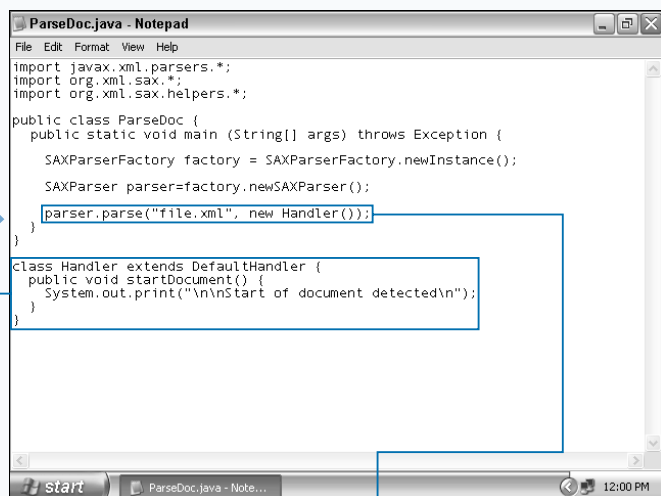 ParseDoc.java - Notepad
File Edit Format View Help
import javax.xml.parsers.*;
import org.xml.sax.*;
import org.xml.sax.helpers.*;
public class ParseDoc {
public static void main (String[] args) throws Exception {
SAXParserFactory factory = SAXParserFactory.newInstance();
SAXParser parser=factory.newSAXParser();
parser.parse("file.xml", new Handler());
}
}
class Handler extends DefaultHandler {
public void startDocument() {
System.out.print("\n\nStart of document detected\n");
}
}
start ParseDoc.java - Note... 12:00 PM